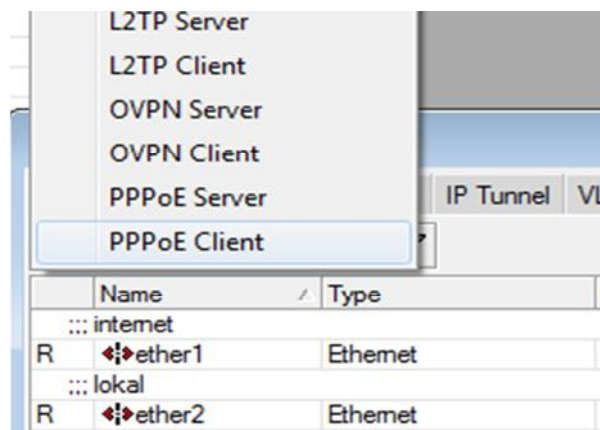 L2TP Server
L2TP Client
OVPN Server
OVPN Client
PPPoE Server
IP Tunnel
PPPoE Client
Name Type
::: internet
R ether1 Ethernet
::: lokal
R ether2 Ethernet